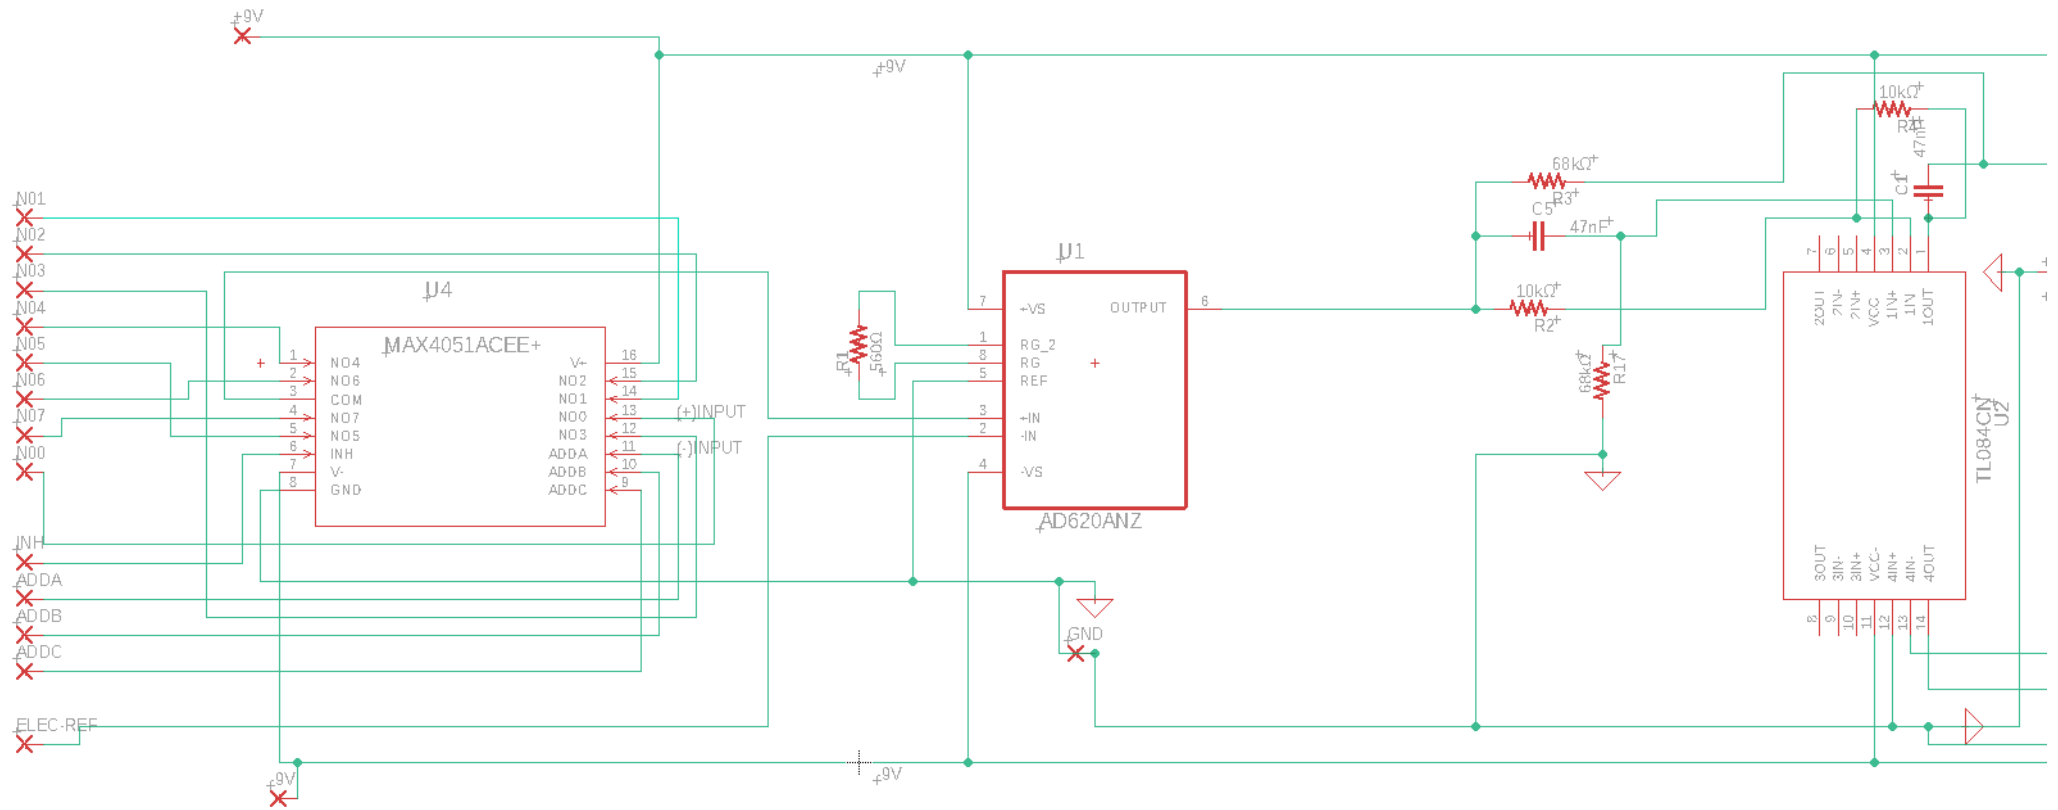 +9V
+9V
N01
N02
N03
N04
N05
N06
N07
N00
INH
ADDA
ADDB
ADDC
ELEC-REF
U4
MAX4051ACEE+
1 NO4
2 NO6
3 COM
4 NO7
5 NO5
6 INH
7 V-
8 GND
V+ 16
NO2 15
NO1 14
NO0 13
NO3 12
ADDA 11
ADDB 10
ADDC 9
(+)INPUT
(-)INPUT
R1
560Ω
U1
7 +VS
1 RG_2
8 RG
5 REF
3 +IN
2 -IN
4 -VS
OUTPUT 6
AD620ANZ
GND
9V
9V
68kΩ
R3
C5
47nF
10kΩ
R2
68kΩ
R17
10kΩ
R4
47nF
C1
7 6 5 4 3 2 1
2OUT
2IN-
2IN+
VCC
1IN+
1IN
1OUT
TL084CN
U2
3OUT
3IN-
3IN+
VCC-
4IN+
4IN-
4OUT
8 9 10 11 12 13 14